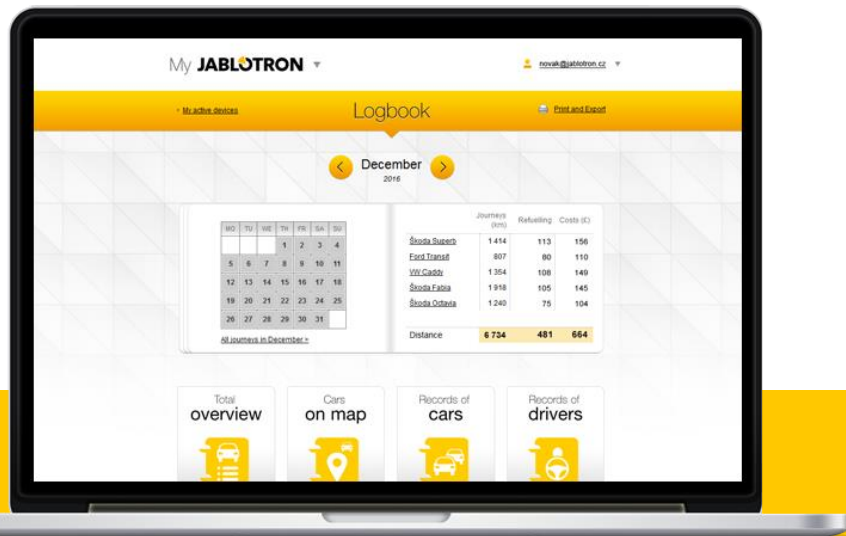 My JABLOTRON
novak@jablotron.cz
My active devices
Logbook
Print and Export
December
2016
MO TU WE TH FR SA SU
1 2 3 4
5 6 7 8 9 10 11
12 13 14 15 16 17 18
19 20 21 22 23 24 25
26 27 28 29 30 31
All journeys in December >
Journeys (km) Refuelling Costs (£)
Škoda Superb 1 414 113 156
Ford Transit 807 80 110
VW Caddy 1 354 108 149
Škoda Fabia 1 918 105 145
Škoda Octavia 1 240 75 104
Distance 6 734 481 664
Total
overview
Cars
on map
Records of
cars
Records of
drivers